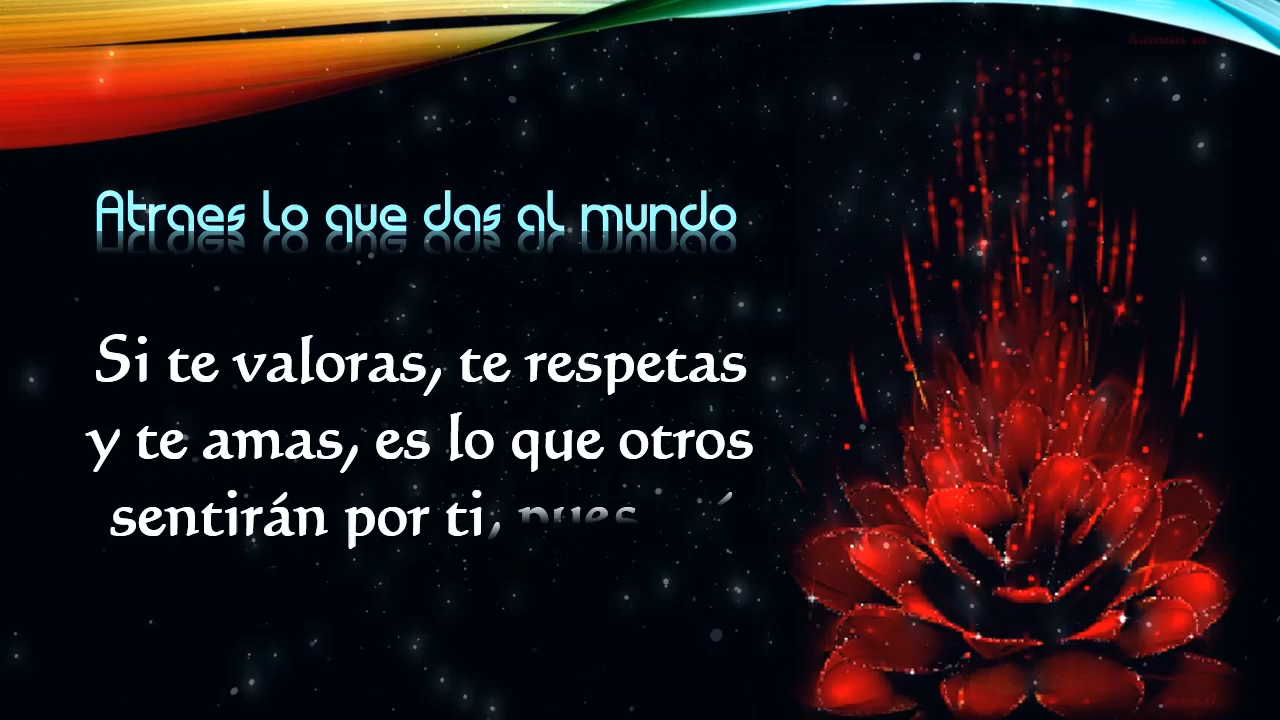 Atraes lo que das al mundo
Si te valoras, te respetas
y te amas, es lo que otros
sentirán por ti, pues